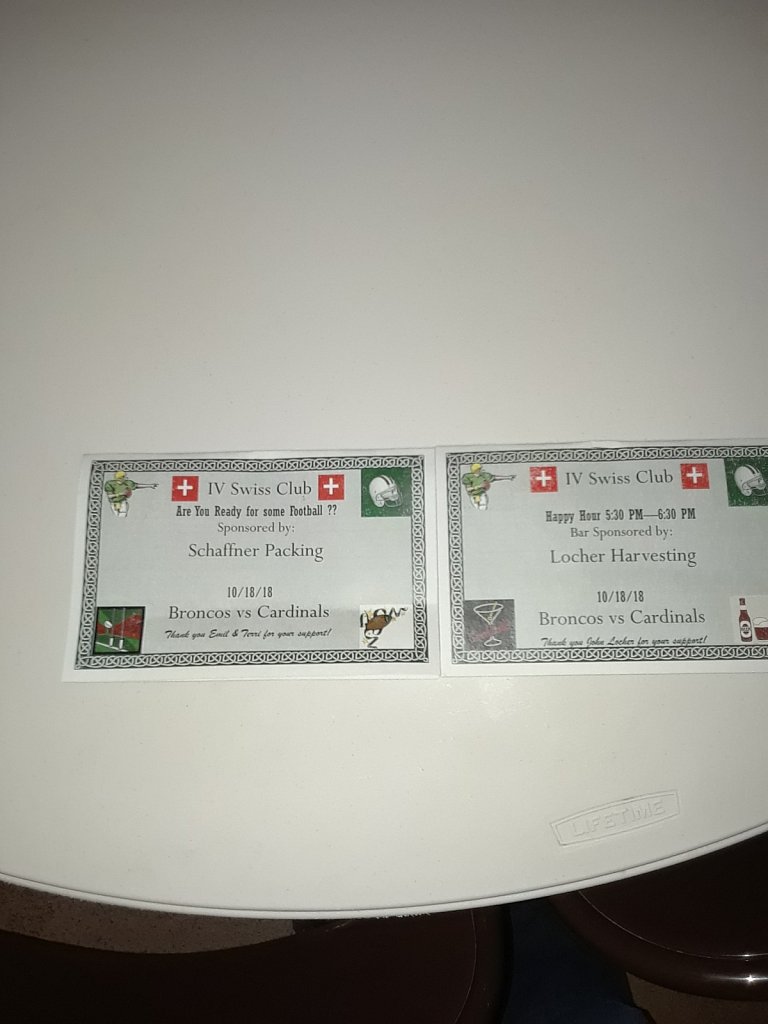 IV Swiss Club
Are You Ready for some Football ??
Sponsored by:
Schaffner Packing
10/18/18
Broncos vs Cardinals
Thank you Emil & Terri for your support!
IV Swiss Club
Happy Hour 5:30 PM—6:30 PM
Bar Sponsored by:
Locher Harvesting
10/18/18
Broncos vs Cardinals
Thank you John Locher for your support!
LIFETIME